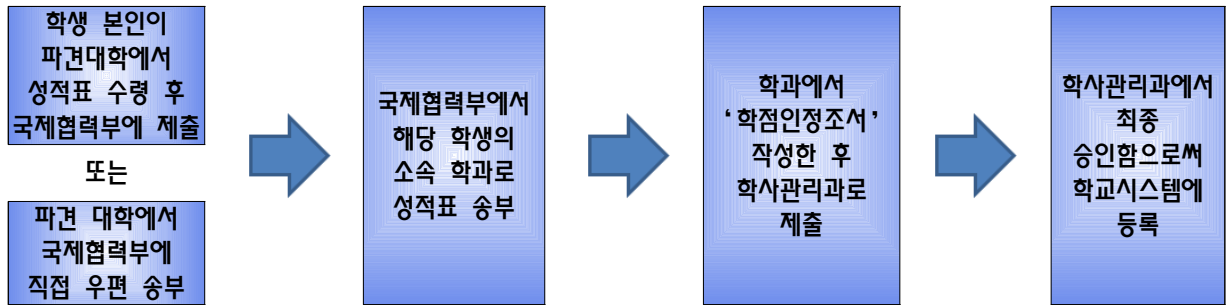 학생 본인이
파견대학에서
성적표 수령 후
국제협력부에 제출
또는
파견 대학에서
국제협력부에
직접 우편 송부
국제협력부에서
해당 학생의
소속 학과로
성적표 송부
학과에서
‘학점인정조서’
작성한 후
학사관리과로
제출
학사관리과에서
최종
승인함으로써
학교시스템에
등록